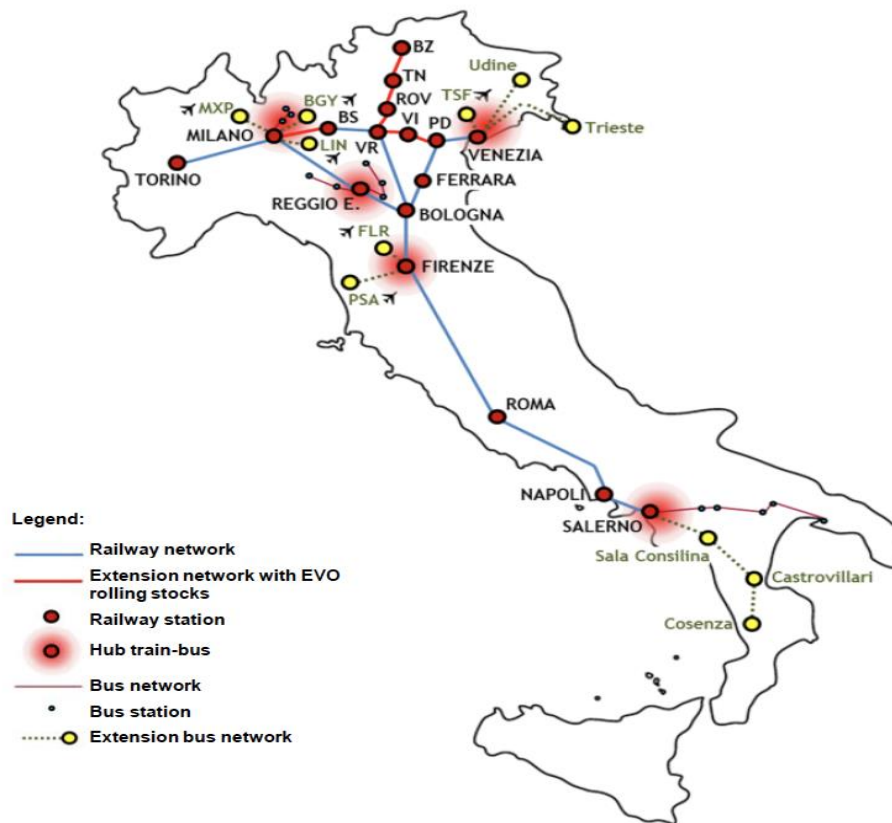 BZ
Udine
TN
BGY
TSF
MXP
ROV
BS
VI
PD
Trieste
MILANO
LIN
VR
VENEZIA
TORINO
FERRARA
REGGIO E.
BOLOGNA
FLR
FIRENZE
PSA
ROMA
NAPOLI
SALERNO
Sala Consilina
Castrovillari
Cosenza
Legend:
Railway network
Extension network with EVO
rolling stocks
Railway station
Hub train-bus
Bus network
Bus station
Extension bus network